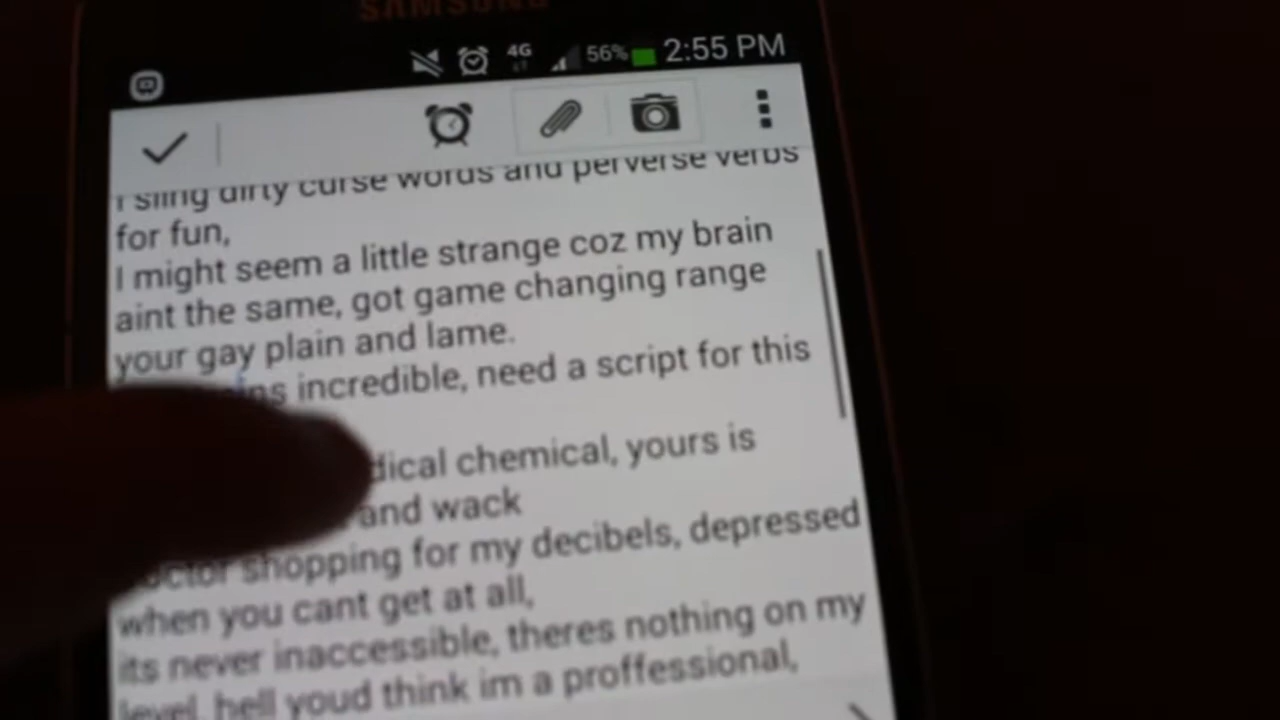 SAMSUNG
4G 56% 2:55 PM
I sling dirty curse words and perverse verbs
for fun,
I might seem a little strange coz my brain
aint the same, got game changing range
your gay plain and lame.
incredible, need a script for this
chemical, yours is
and wack
doctor shopping for my decibels, depressed
when you cant get at all,
its never inaccessible, theres nothing on my
level, hell youd think im a proffessional,